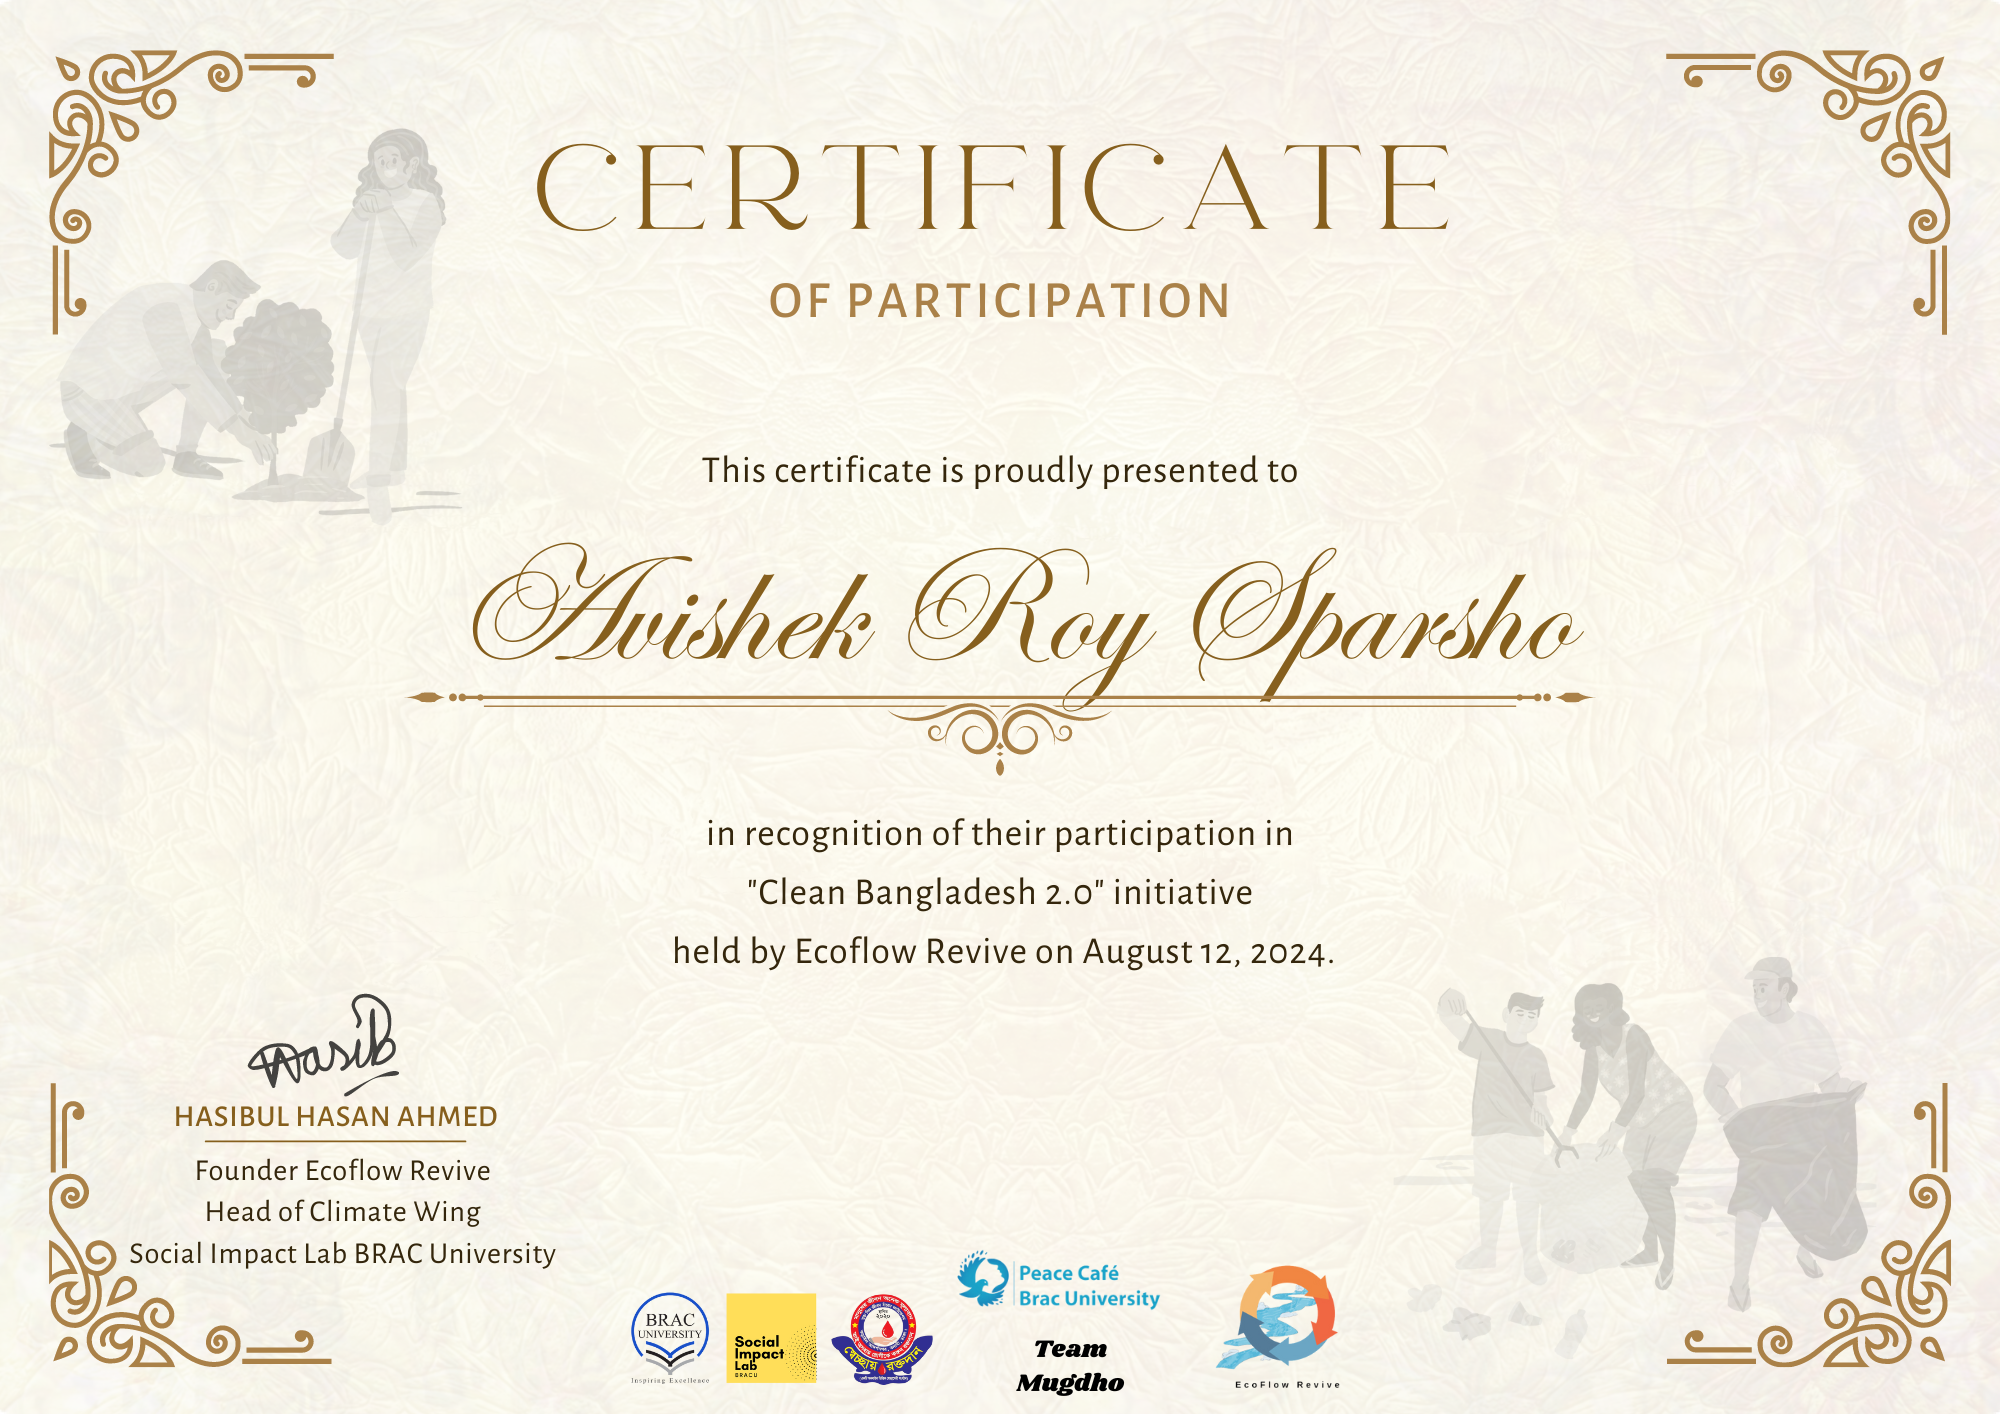 CERTIFICATE
OF PARTICIPATION
This certificate is proudly presented to
Avishek Roy Sparsho
in recognition of their participation in
"Clean Bangladesh 2.0" initiative
held by Ecoflow Revive on August 12, 2024.
Hasib
HASIBUL HASAN AHMED
Founder Ecoflow Revive
Head of Climate Wing
Social Impact Lab BRAC University
BRAC
UNIVERSITY
Inspiring Excellence
Social
Impact
Lab
BRACU
স্বেচ্ছায় রক্তদান
Peace Café
Brac University
Team
Mugdho
EcoFlow Revive